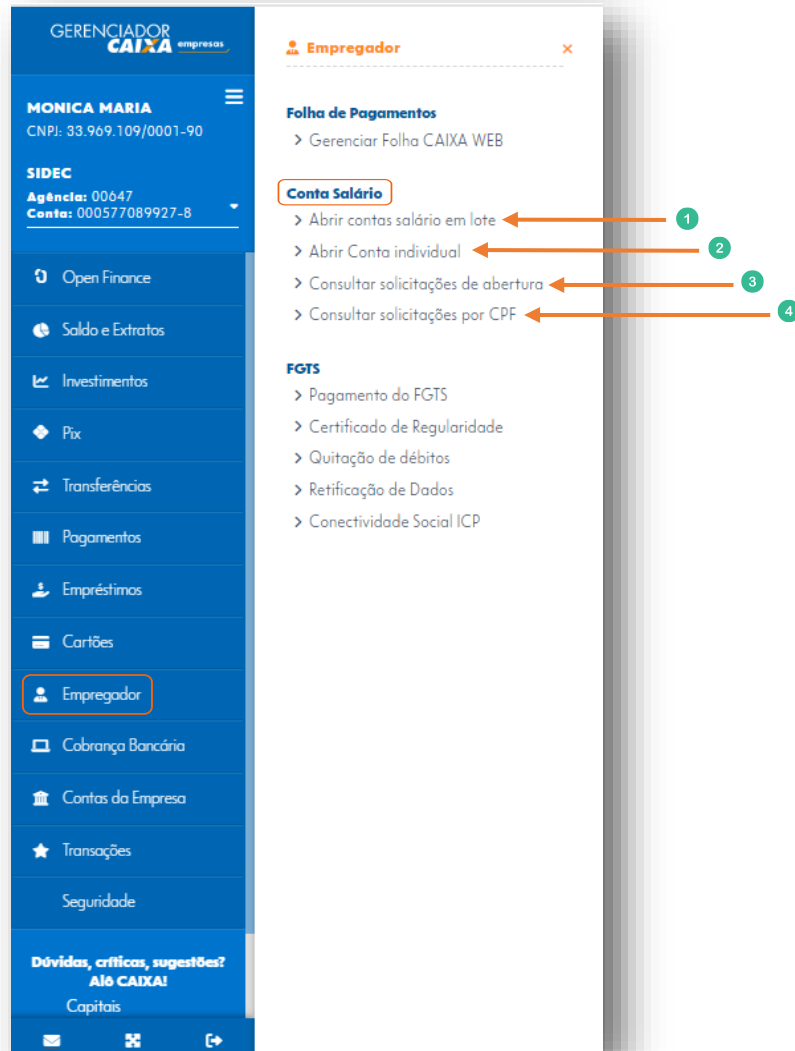 GERENCIADOR
CAIXA empresas
MONICA MARIA
CNPJ: 33.969.109/0001-90
SIDEC
Agência: 00647
Conta: 000577089927-8
Open Finance
Saldo e Extratos
Investimentos
Pix
Transferências
Pagamentos
Empréstimos
Cartões
Empregador
Cobrança Bancária
Contas da Empresa
Transações
Seguridade
Dúvidas, críticas, sugestões?
Alô CAIXA!
Capitais
Empregador ×
Folha de Pagamentos
> Gerenciar Folha CAIXA WEB
Conta Salário
> Abrir contas salário em lote 1
> Abrir Conta individual 2
> Consultar solicitações de abertura 3
> Consultar solicitações por CPF 4
FGTS
> Pagamento do FGTS
> Certificado de Regularidade
> Quitação de débitos
> Retificação de Dados
> Conectividade Social ICP